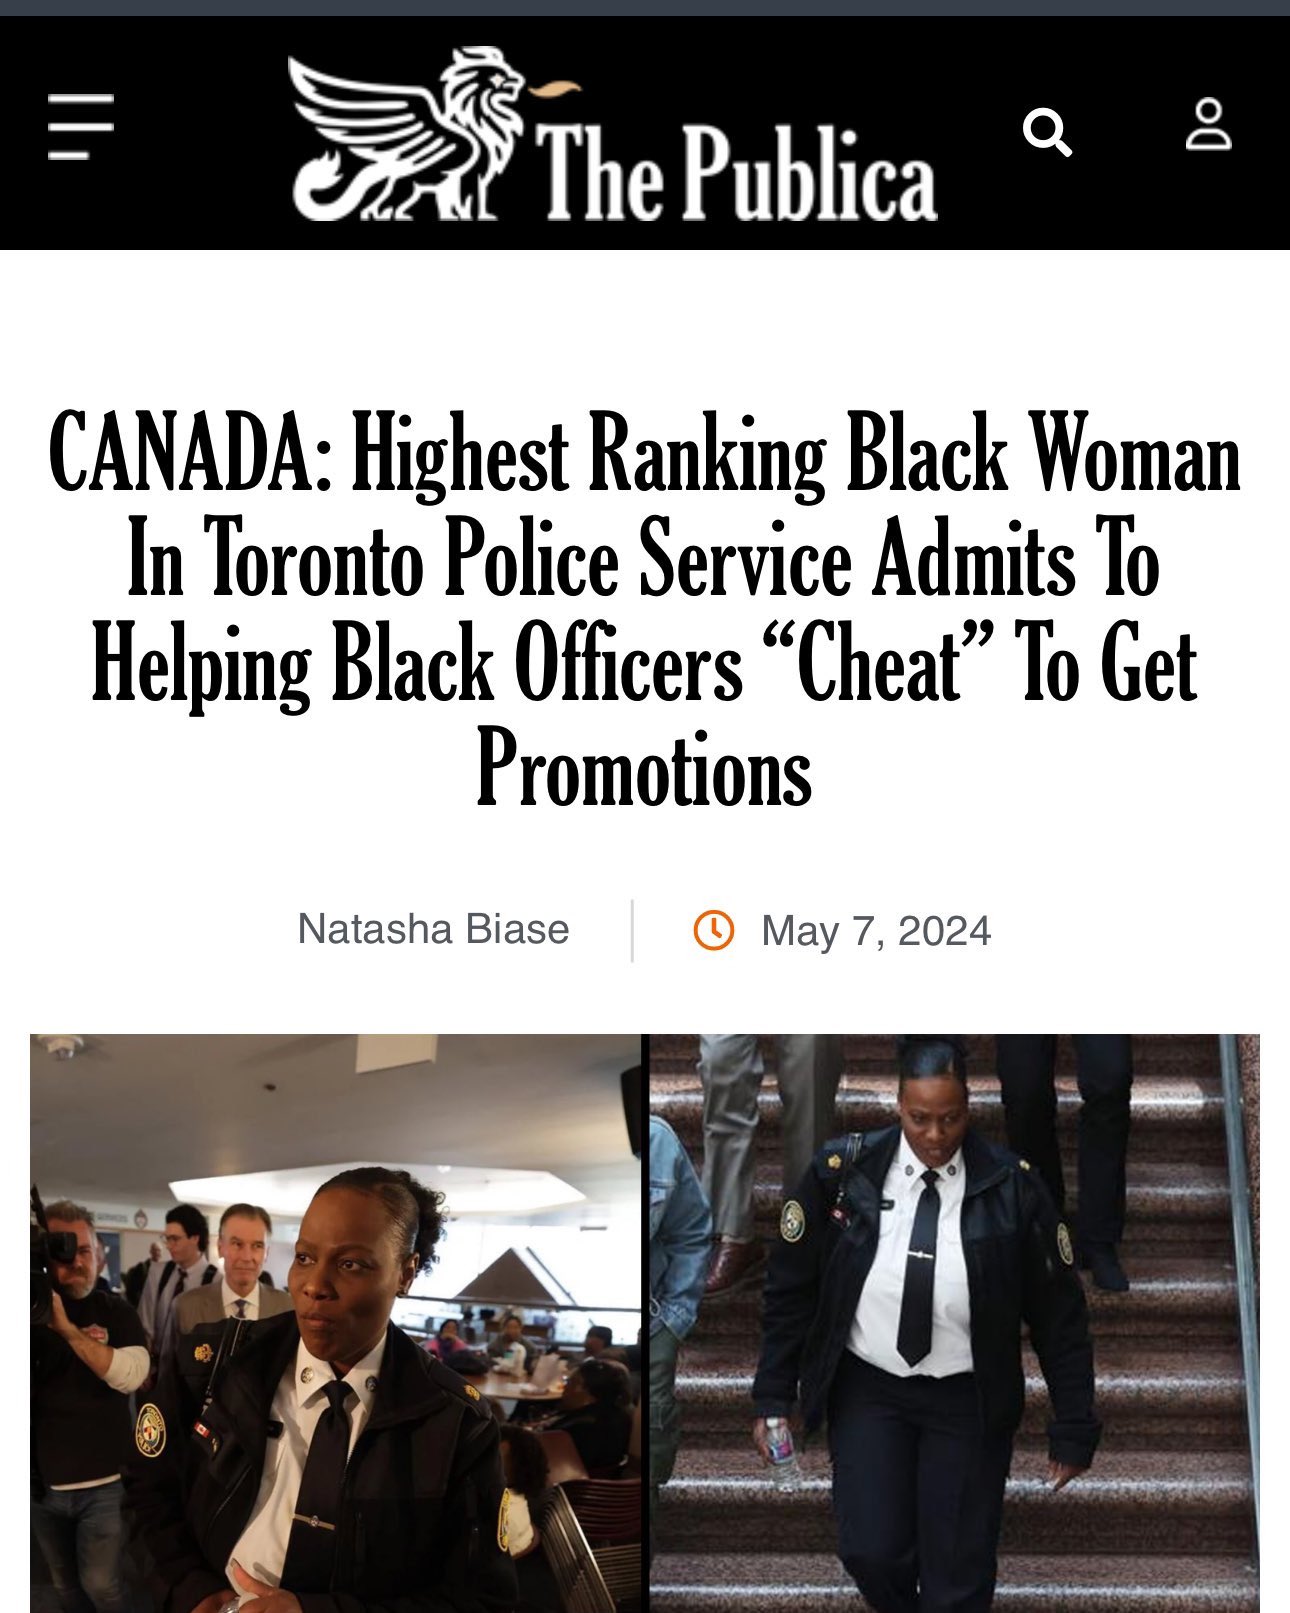 The Publica
CANADA: Highest Ranking Black Woman
In Toronto Police Service Admits To
Helping Black Officers “Cheat” To Get
Promotions
Natasha Biase
May 7, 2024